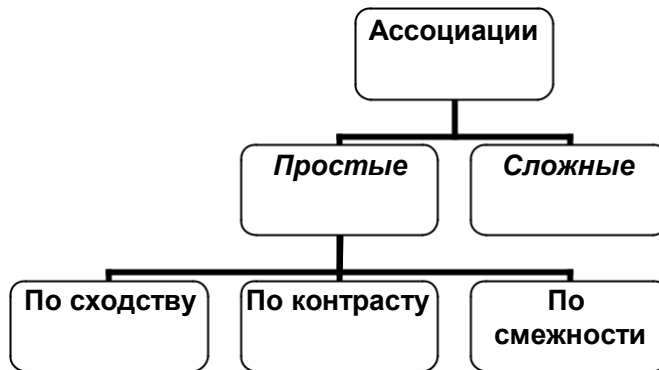 Ассоциации
Простые
Сложные
По сходству
По контрасту
По
смежности